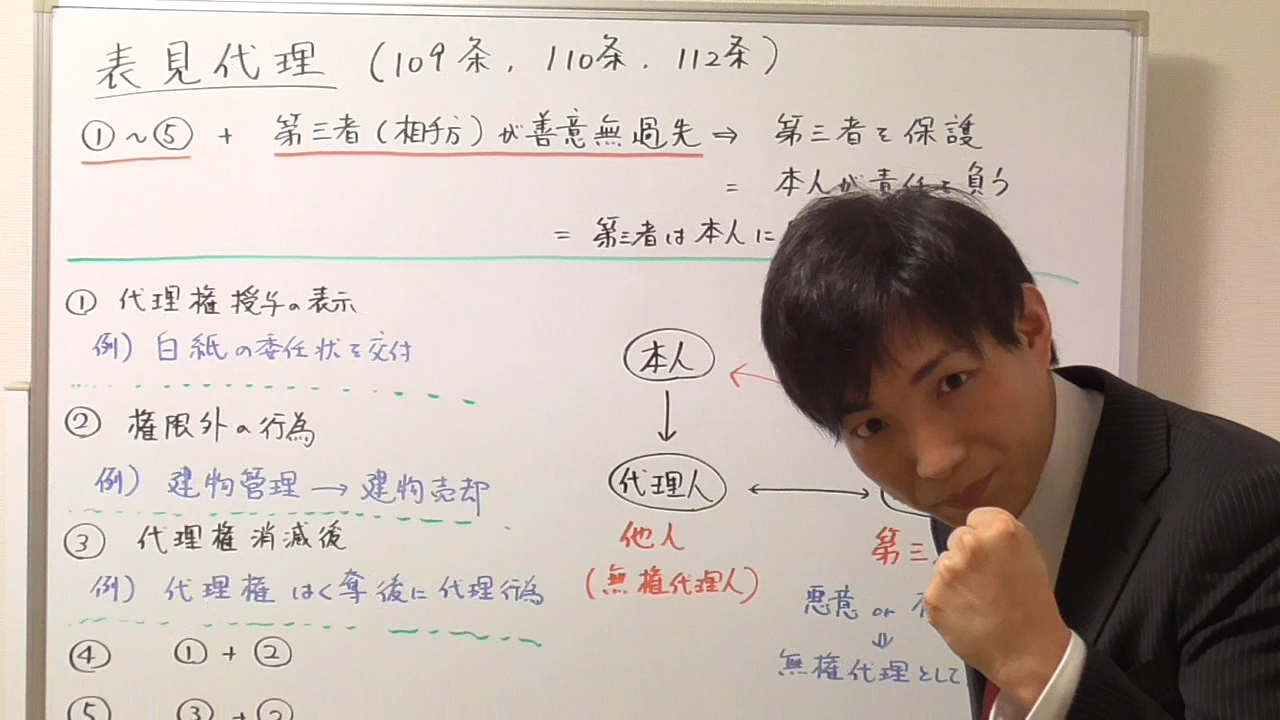 表見代理 (109条, 110条, 112条)
①~⑤ + 第三者(相手方)が善意無過失 ⇒ 第三者を保護
= 本人が責任を負う
= 第三者は本人に
① 代理権授与の表示
例) 白紙の委任状を交付
② 権限外の行為
例) 建物管理 → 建物売却
③ 代理権消滅後
例) 代理権はく奪後に代理行為
④ ①+②
⑤ ③+②
本人
代理人
他人
(無権代理人)
第三
悪意 or
⇓
無権代理として